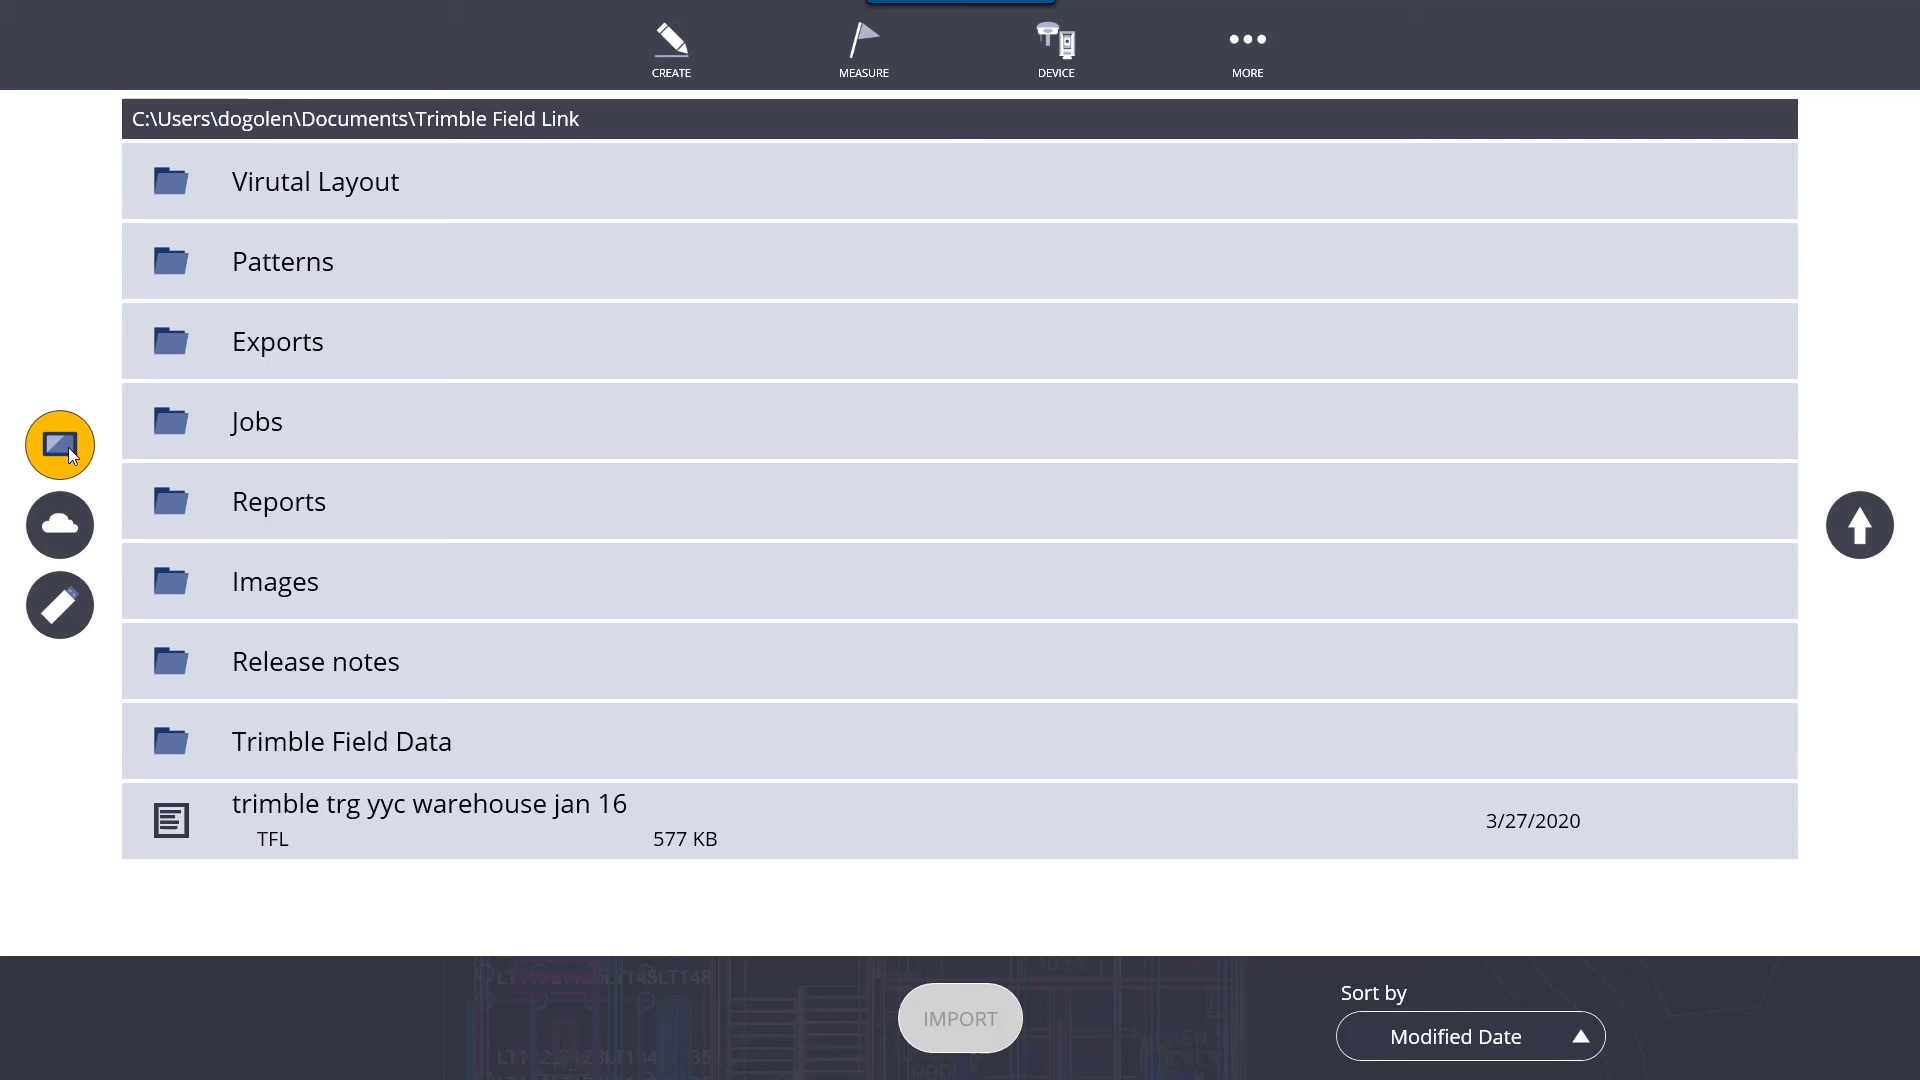 CREATE
MEASURE
DEVICE
MORE
C:\Users\dogolen\Documents\Trimble Field Link
Virutal Layout
Patterns
Exports
Jobs
Reports
Images
Release notes
Trimble Field Data
trimble trg yyc warehouse jan 16
TFL 577 KB
3/27/2020
IMPORT
Sort by
Modified Date